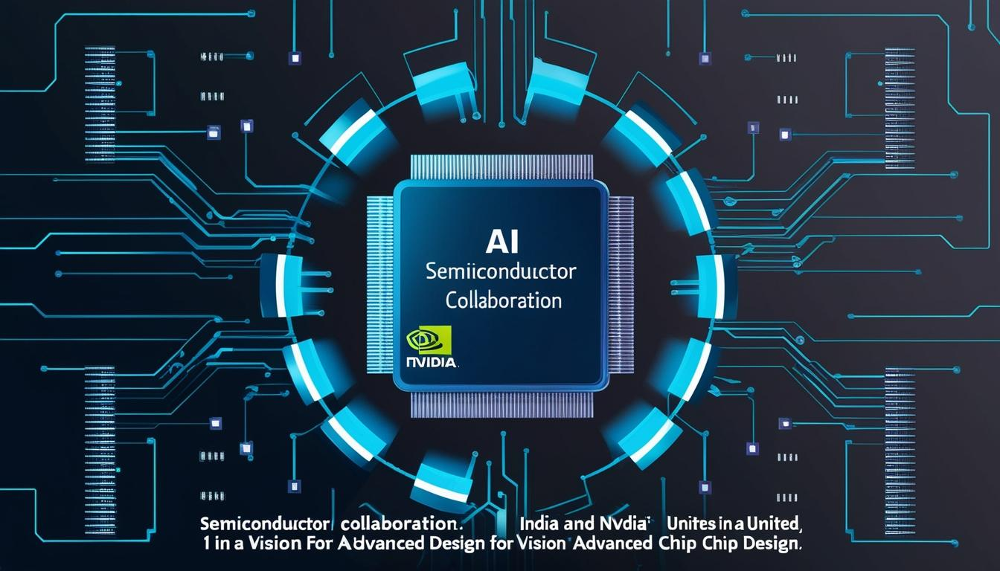 AI
Semiiconduutctor
Collaboration
NVIDIA.
Semiconductor collaboration. India and Nvdia' Unites in a United,
1 in a Vision For Advanced Design for Vision Advanced Chip Chip Design.